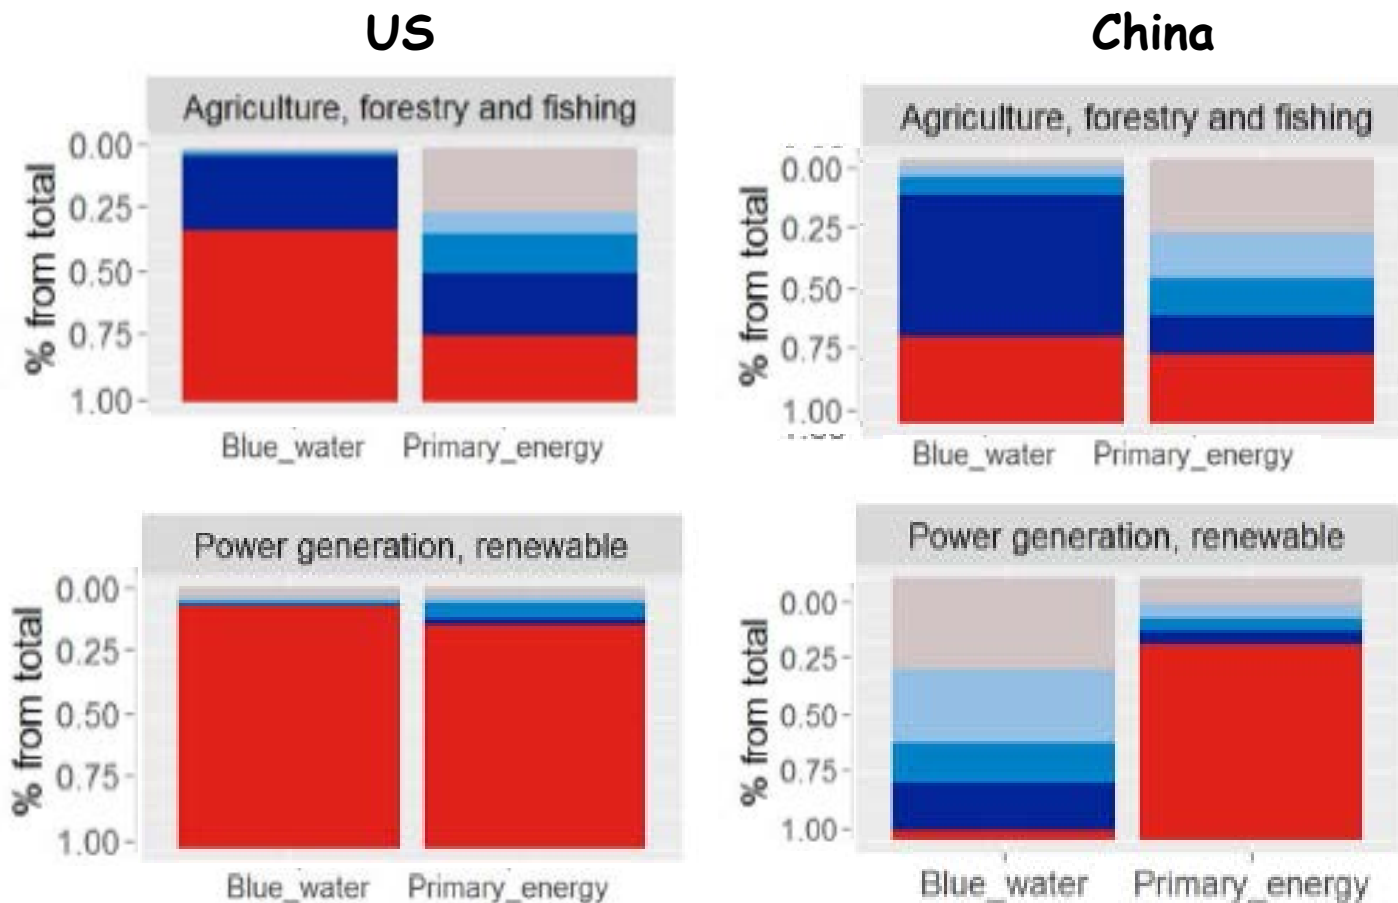 US
China
Agriculture, forestry and fishing
% from total
0.00
0.25
0.50
0.75
1.00
Blue_water
Primary_energy
Agriculture, forestry and fishing
% from total
0.00
0.25
0.50
0.75
1.00
Blue_water
Primary_energy
Power generation, renewable
% from total
0.00
0.25
0.50
0.75
1.00
Blue_water
Primary_energy
Power generation, renewable
% from total
0.00
0.25
0.50
0.75
1.00
Blue_water
Primary_energy